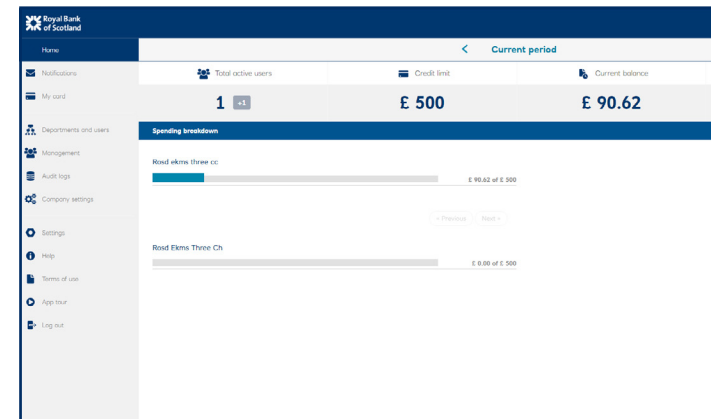 Royal Bank
of Scotland
Home
Notifications
My card
Departments and users
Management
Audit logs
Company settings
Settings
Help
Terms of use
App tour
Log out
< Current period
Total active users
Credit limit
Current balance
1 +1
£ 500
£ 90.62
Spending breakdown
Rosd ekms three cc
£ 90.62 of £ 500
« Previous Next »
Rosd Ekms Three Ch
£ 0.00 of £ 500